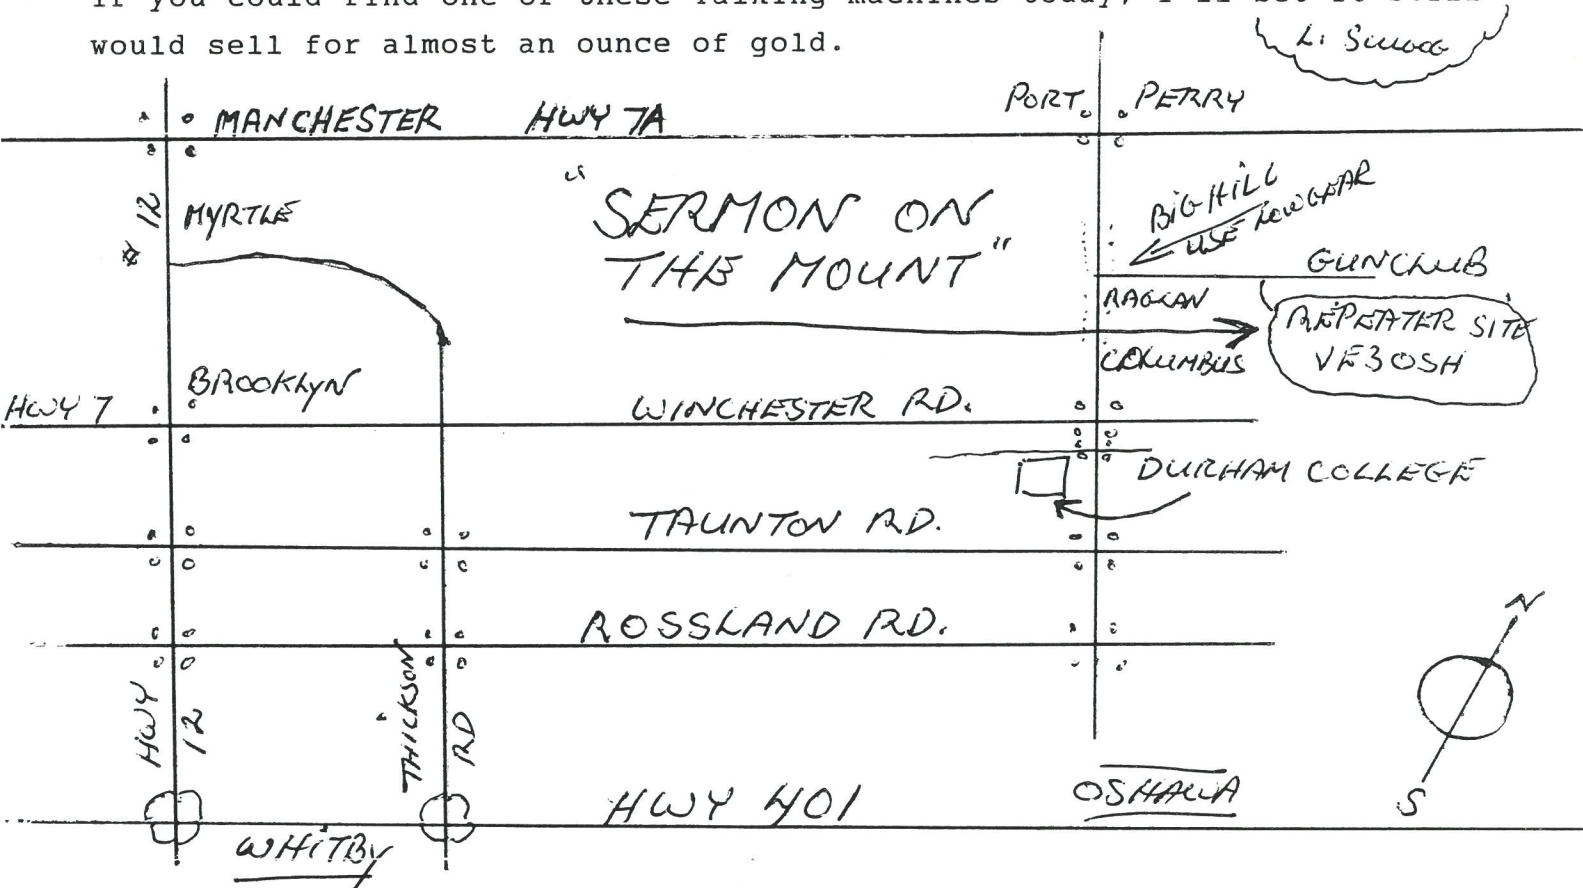 would sell for almost an ounce of gold.
L.
MANCHESTER HWY 7A
PORT PERRY
# 12
MYRTLE
"SERMON ON
THE MOUNT"
BIG HILL
USE LOW GEAR
GUNCLUB
RAGLAN
REPEATER SITE
VE3OSH
COLUMBUS
BROOKLYN
HWY 7
WINCHESTER RD.
DURHAM COLLEGE
TAUNTON RD.
ROSSLAND RD.
N
HWY 12
THICKSON RD
S
HWY 401
OSHAWA
WHITBY